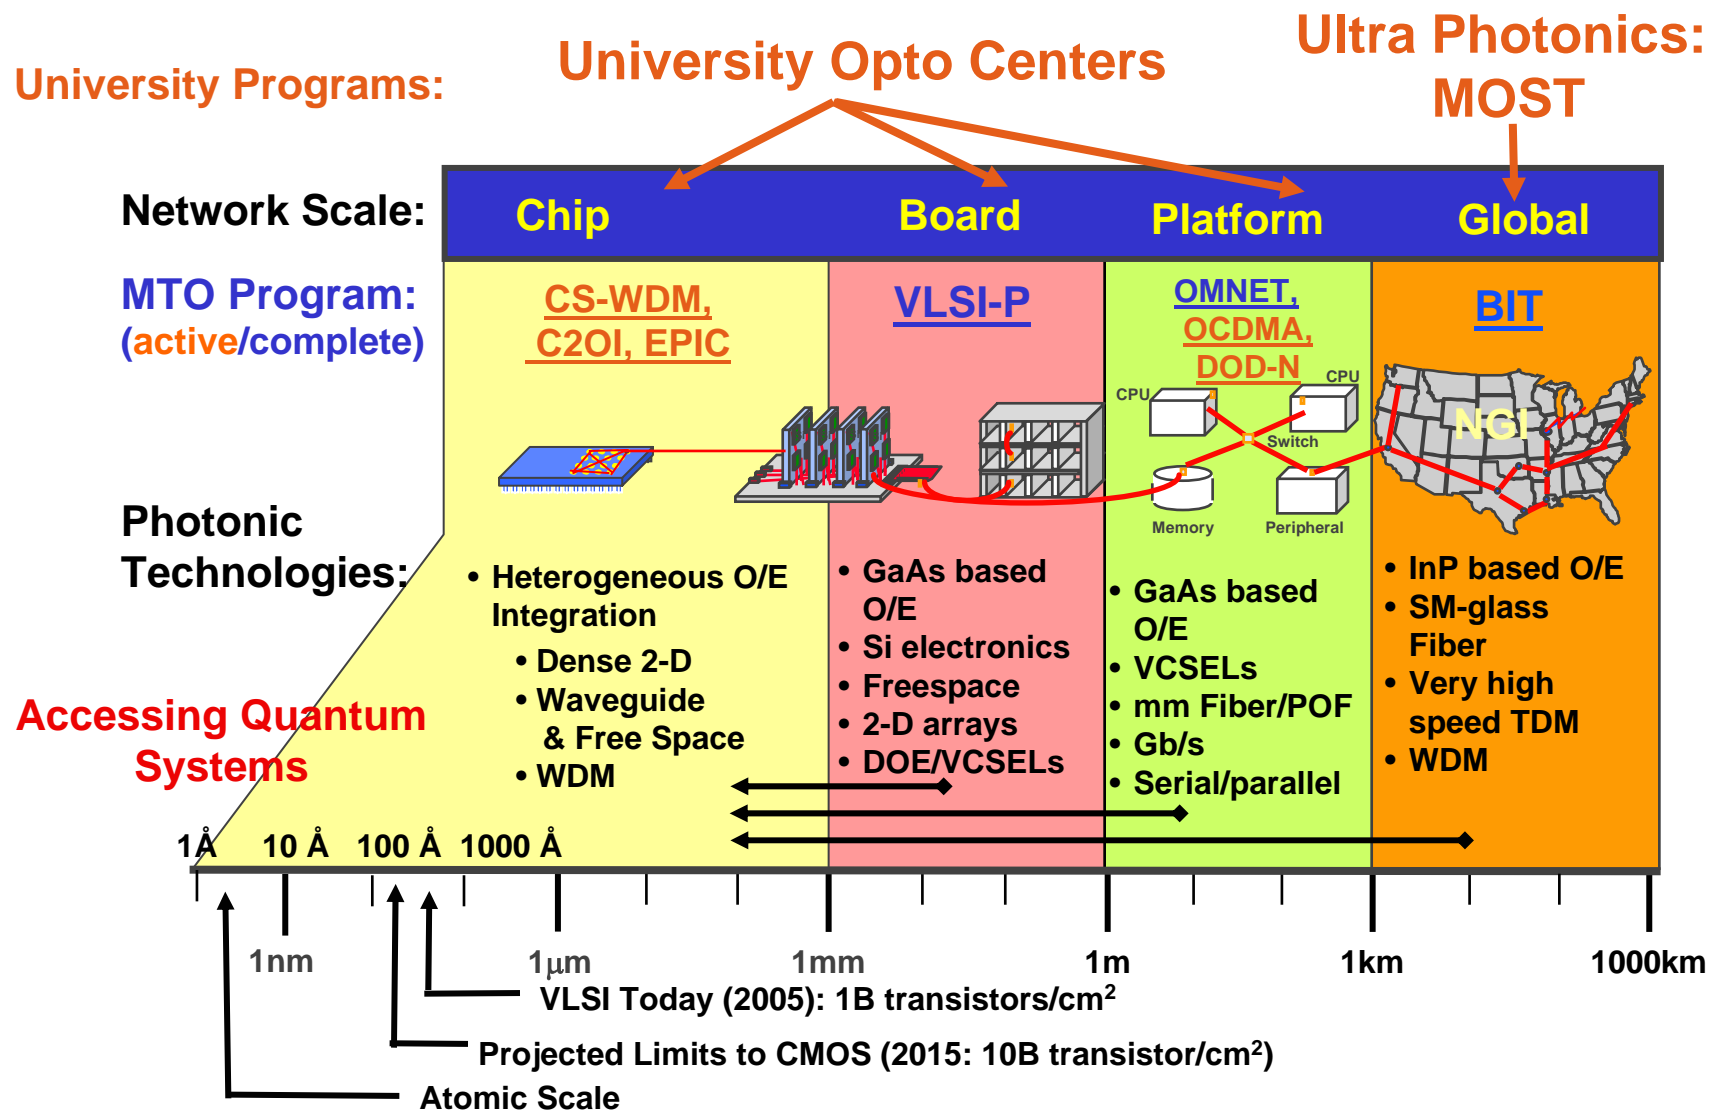 University Programs:
University Opto Centers
Ultra Photonics:
MOST
Network Scale:
Chip
Board
Platform
Global
MTO Program:
(active/complete)
CS-WDM,
C2OI, EPIC
VLSI-P
OMNET,
OCDMA,
DOD-N
BIT
CPU
CPU
Switch
Memory
Peripheral
NGI
Photonic
Technologies:
• Heterogeneous O/E
Integration
• Dense 2-D
• Waveguide
& Free Space
• WDM
• GaAs based
O/E
• Si electronics
• Freespace
• 2-D arrays
• DOE/VCSELs
• GaAs based
O/E
• VCSELs
• mm Fiber/POF
• Gb/s
• Serial/parallel
• InP based O/E
• SM-glass
Fiber
• Very high
speed TDM
• WDM
Accessing Quantum
Systems
1Å 10 Å 100 Å 1000 Å
1nm 1μm 1mm 1m 1km 1000km
VLSI Today (2005): 1B transistors/cm²
Projected Limits to CMOS (2015: 10B transistor/cm²)
Atomic Scale